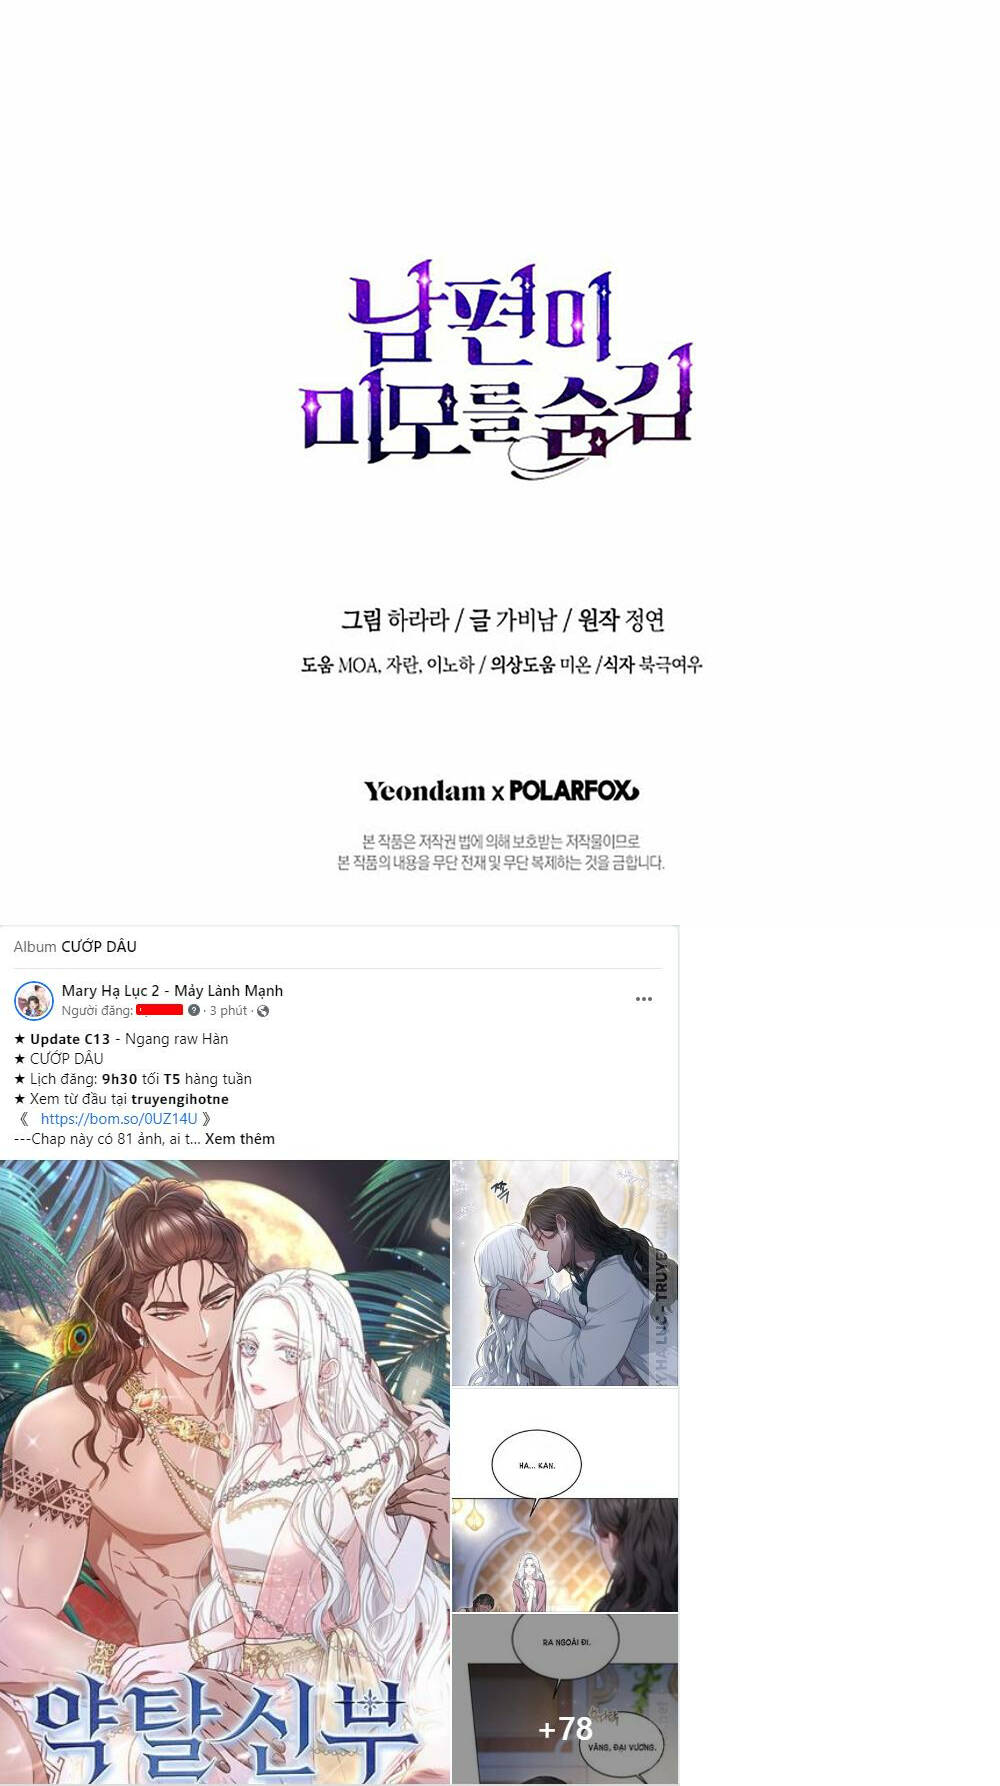 남편이
미모를 숨김
그림 하라라 / 글 가비남 / 원작 정연
도움 MOA, 자란, 이노하 / 의상도움 미온 /식자 북극여우
Yeondam x POLARFOX
본 작품은 저작권 법에 의해 보호받는 저작물이므로
본 작품의 내용을 무단 전재 및 무단 복제하는 것을 금합니다.
Album CƯỚP DÂU
Mary Hạ Lục 2 - Mảy Lành Mạnh
Người đăng: · 3 phút ·
★ Update C13 - Ngang raw Hàn
★ CƯỚP DÂU
★ Lịch đăng: 9h30 tối T5 hàng tuần
★ Xem từ đầu tại truyengihotne
《 https://bom.so/0UZ14U 》
---Chap này có 81 ảnh, ai t... Xem thêm
약탈신부
HẠ LỤC - TRUYENGIHO
HA... KAN.
RA NGOÀI ĐI.
+78
VÂNG, ĐẠI VƯƠNG.